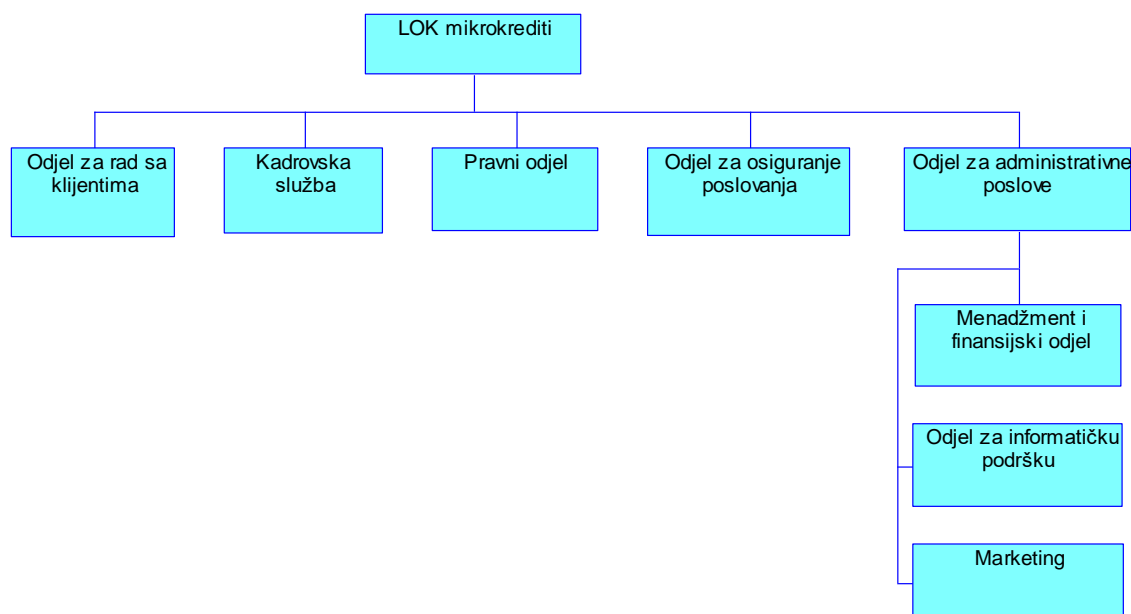 LOK mikrokrediti
Odjel za rad sa
klijentima
Kadrovska
služba
Pravni odjel
Odjel za osiguranje
poslovanja
Odjel za administrativne
poslove
Menadžment i
finansijski odjel
Odjel za informatičku
podršku
Marketing